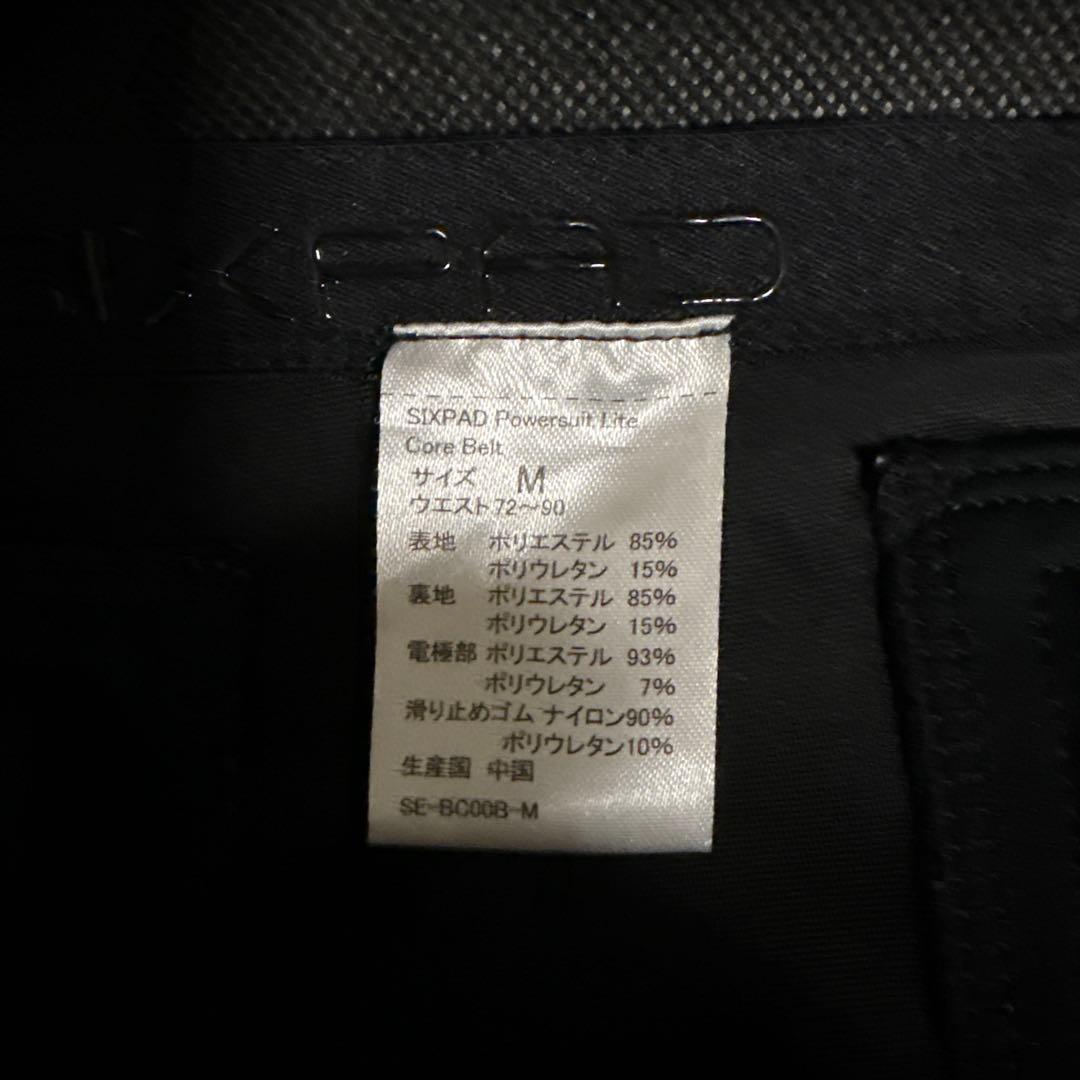 SIXPAD
SIXPAD Powersuit Lite
Core Belt
サイズ M
ウエスト72～90
表地 ポリエステル 85%
ポリウレタン 15%
裏地 ポリエステル 85%
ポリウレタン 15%
電極部 ポリエステル 93%
ポリウレタン 7%
滑り止めゴム ナイロン90%
ポリウレタン10%
生産国 中国
SE-BC00B-M